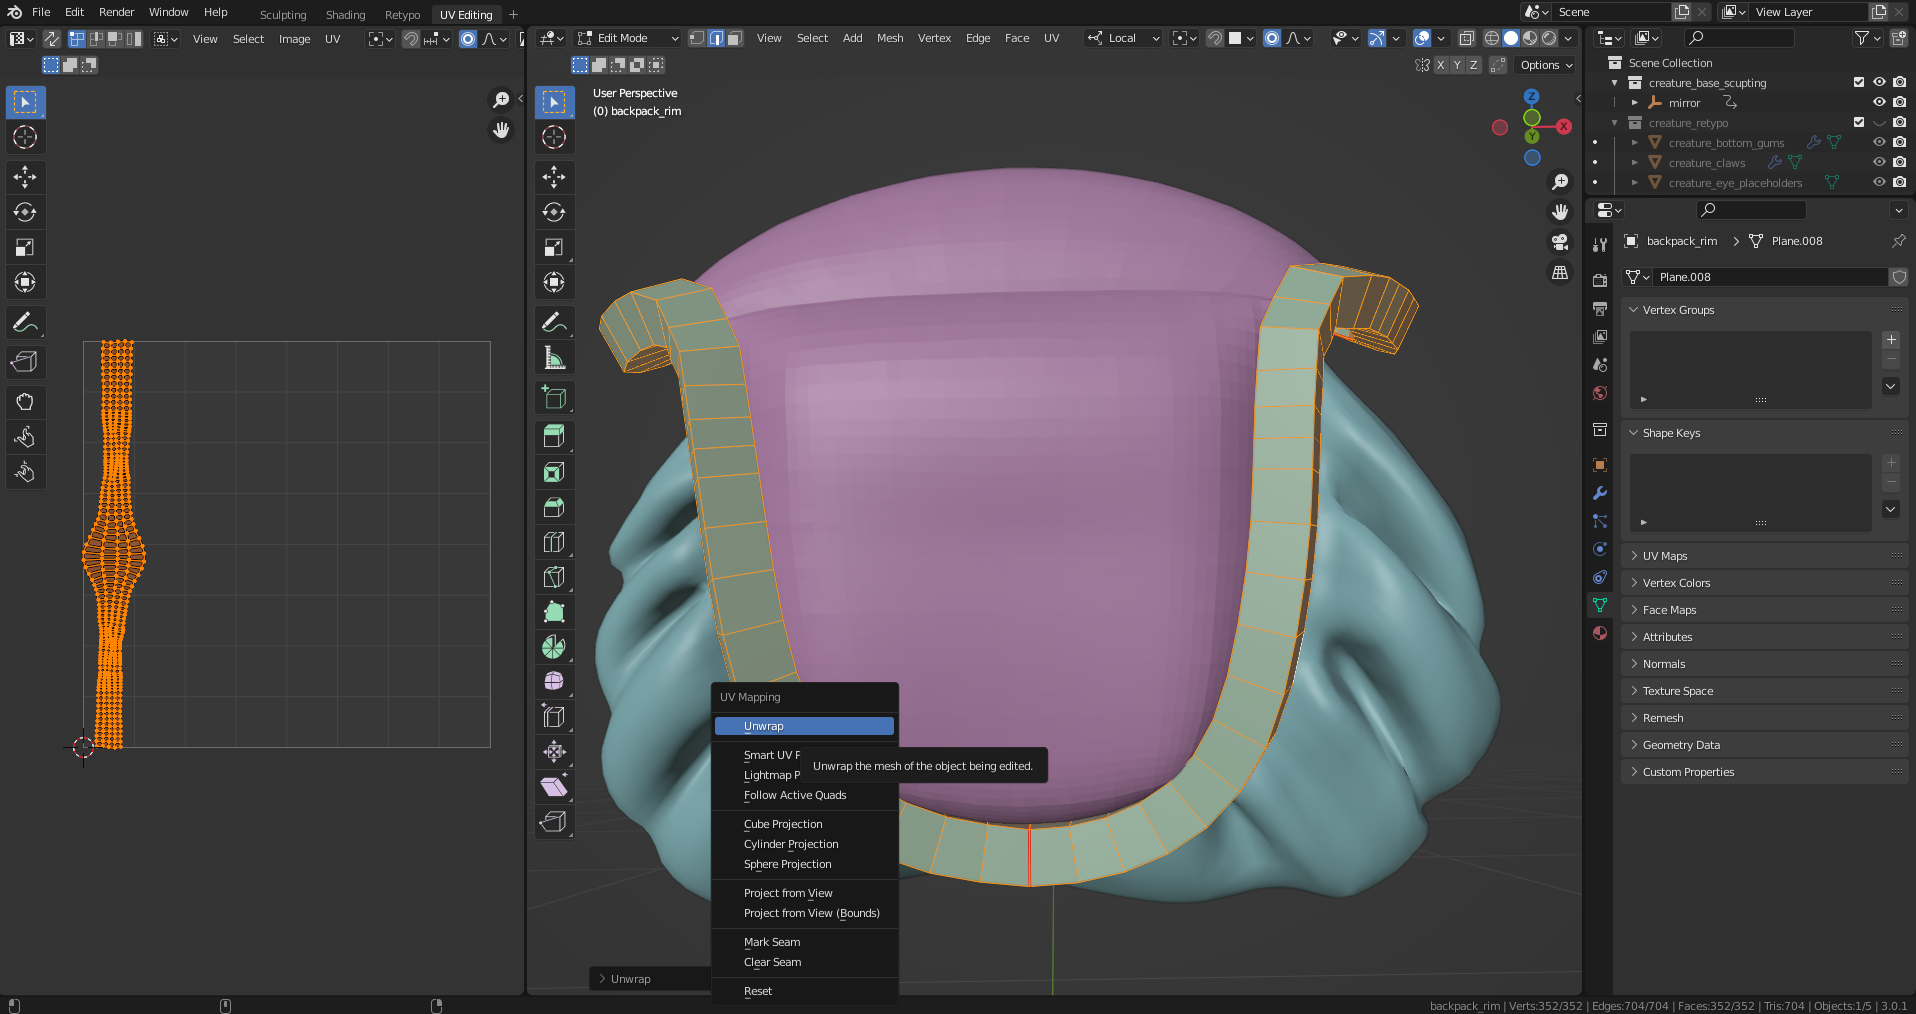 File Edit Render Window Help Sculpting Shading Retypo UV Editing Scene View Layer
View Select Image UV Edit Mode View Select Add Mesh Vertex Edge Face UV Local
X Y Z Options
User Perspective
(0) backpack_rim
Z
X
Y
Scene Collection
creature_base_scupting
mirror
creature_retypo
creature_bottom_gums
creature_claws
creature_eye_placeholders
backpack_rim Plane.008
Plane.008
Vertex Groups
Shape Keys
UV Maps
Vertex Colors
Face Maps
Attributes
Normals
Texture Space
Remesh
Geometry Data
Custom Properties
UV Mapping
Unwrap
Smart UV P
Unwrap the mesh of the object being edited.
Lightmap P
Follow Active Quads
Cube Projection
Cylinder Projection
Sphere Projection
Project from View
Project from View (Bounds)
Mark Seam
Clear Seam
Reset
Unwrap
backpack_rim | Verts:352/352 | Edges:704/704 | Faces:352/352 | Tris:704 | Objects:1/5 | 3.0.1